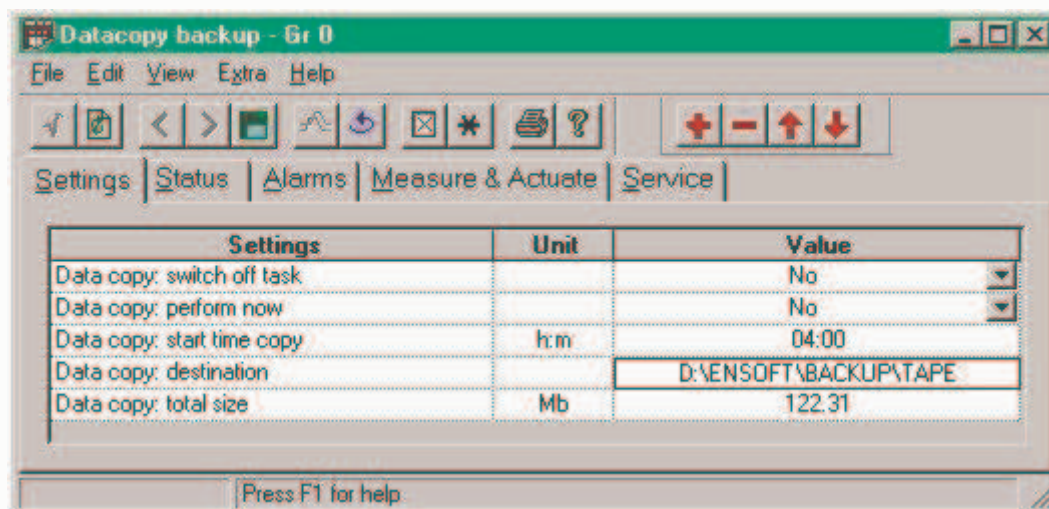 Datacopy backup - Gr 0
File Edit View Extra Help
Settings Status Alarms Measure & Actuate Service
Settings Unit Value
Data copy: switch off task No
Data copy: perform now No
Data copy: start time copy h:m 04:00
Data copy: destination D:\ENSOFT\BACKUP\TAPE
Data copy: total size Mb 122.31
Press F1 for help